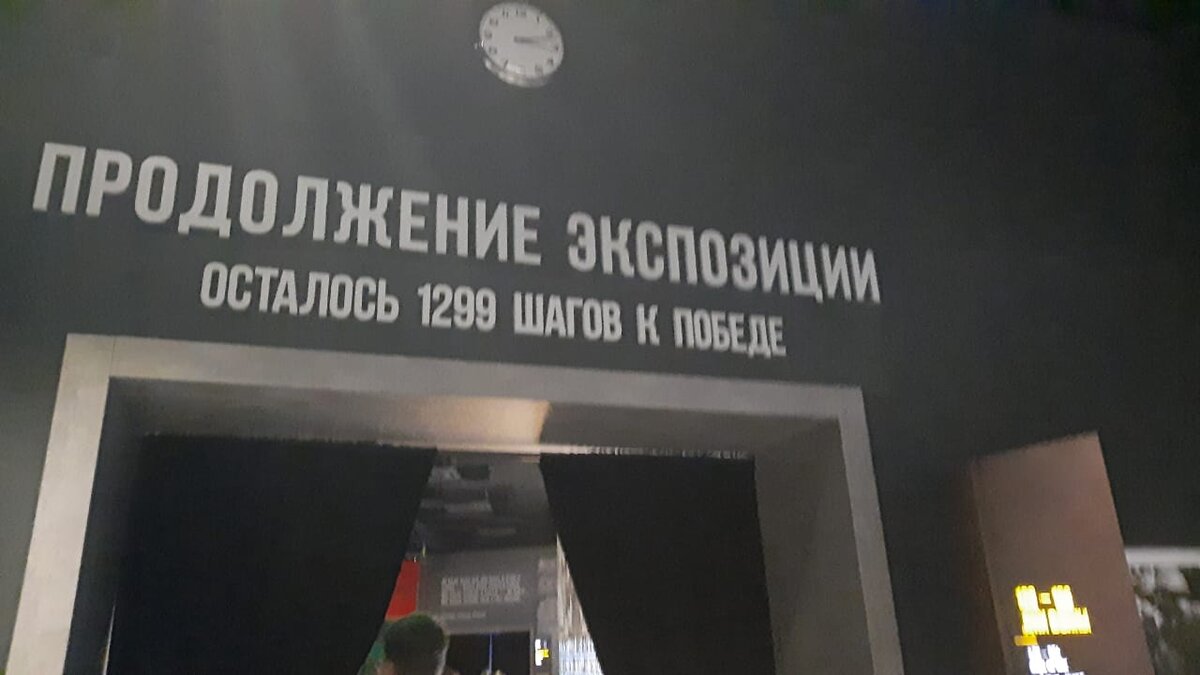 ПРОДОЛЖЕНИЕ ЭКСПОЗИЦИИ
ОСТАЛОСЬ 1299 ШАГОВ К ПОБЕДЕ